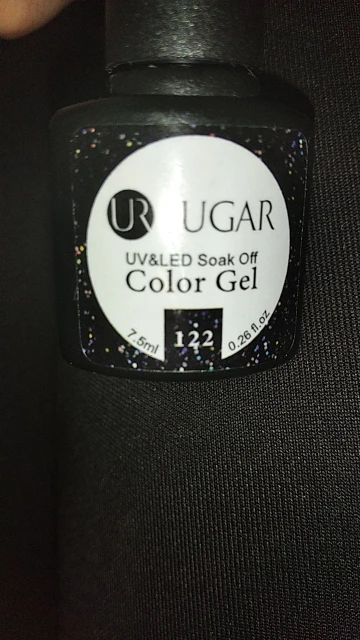 UR SUGAR
UV&LED Soak Off
Color Gel
7.5ml 122 0.26 fl.oz